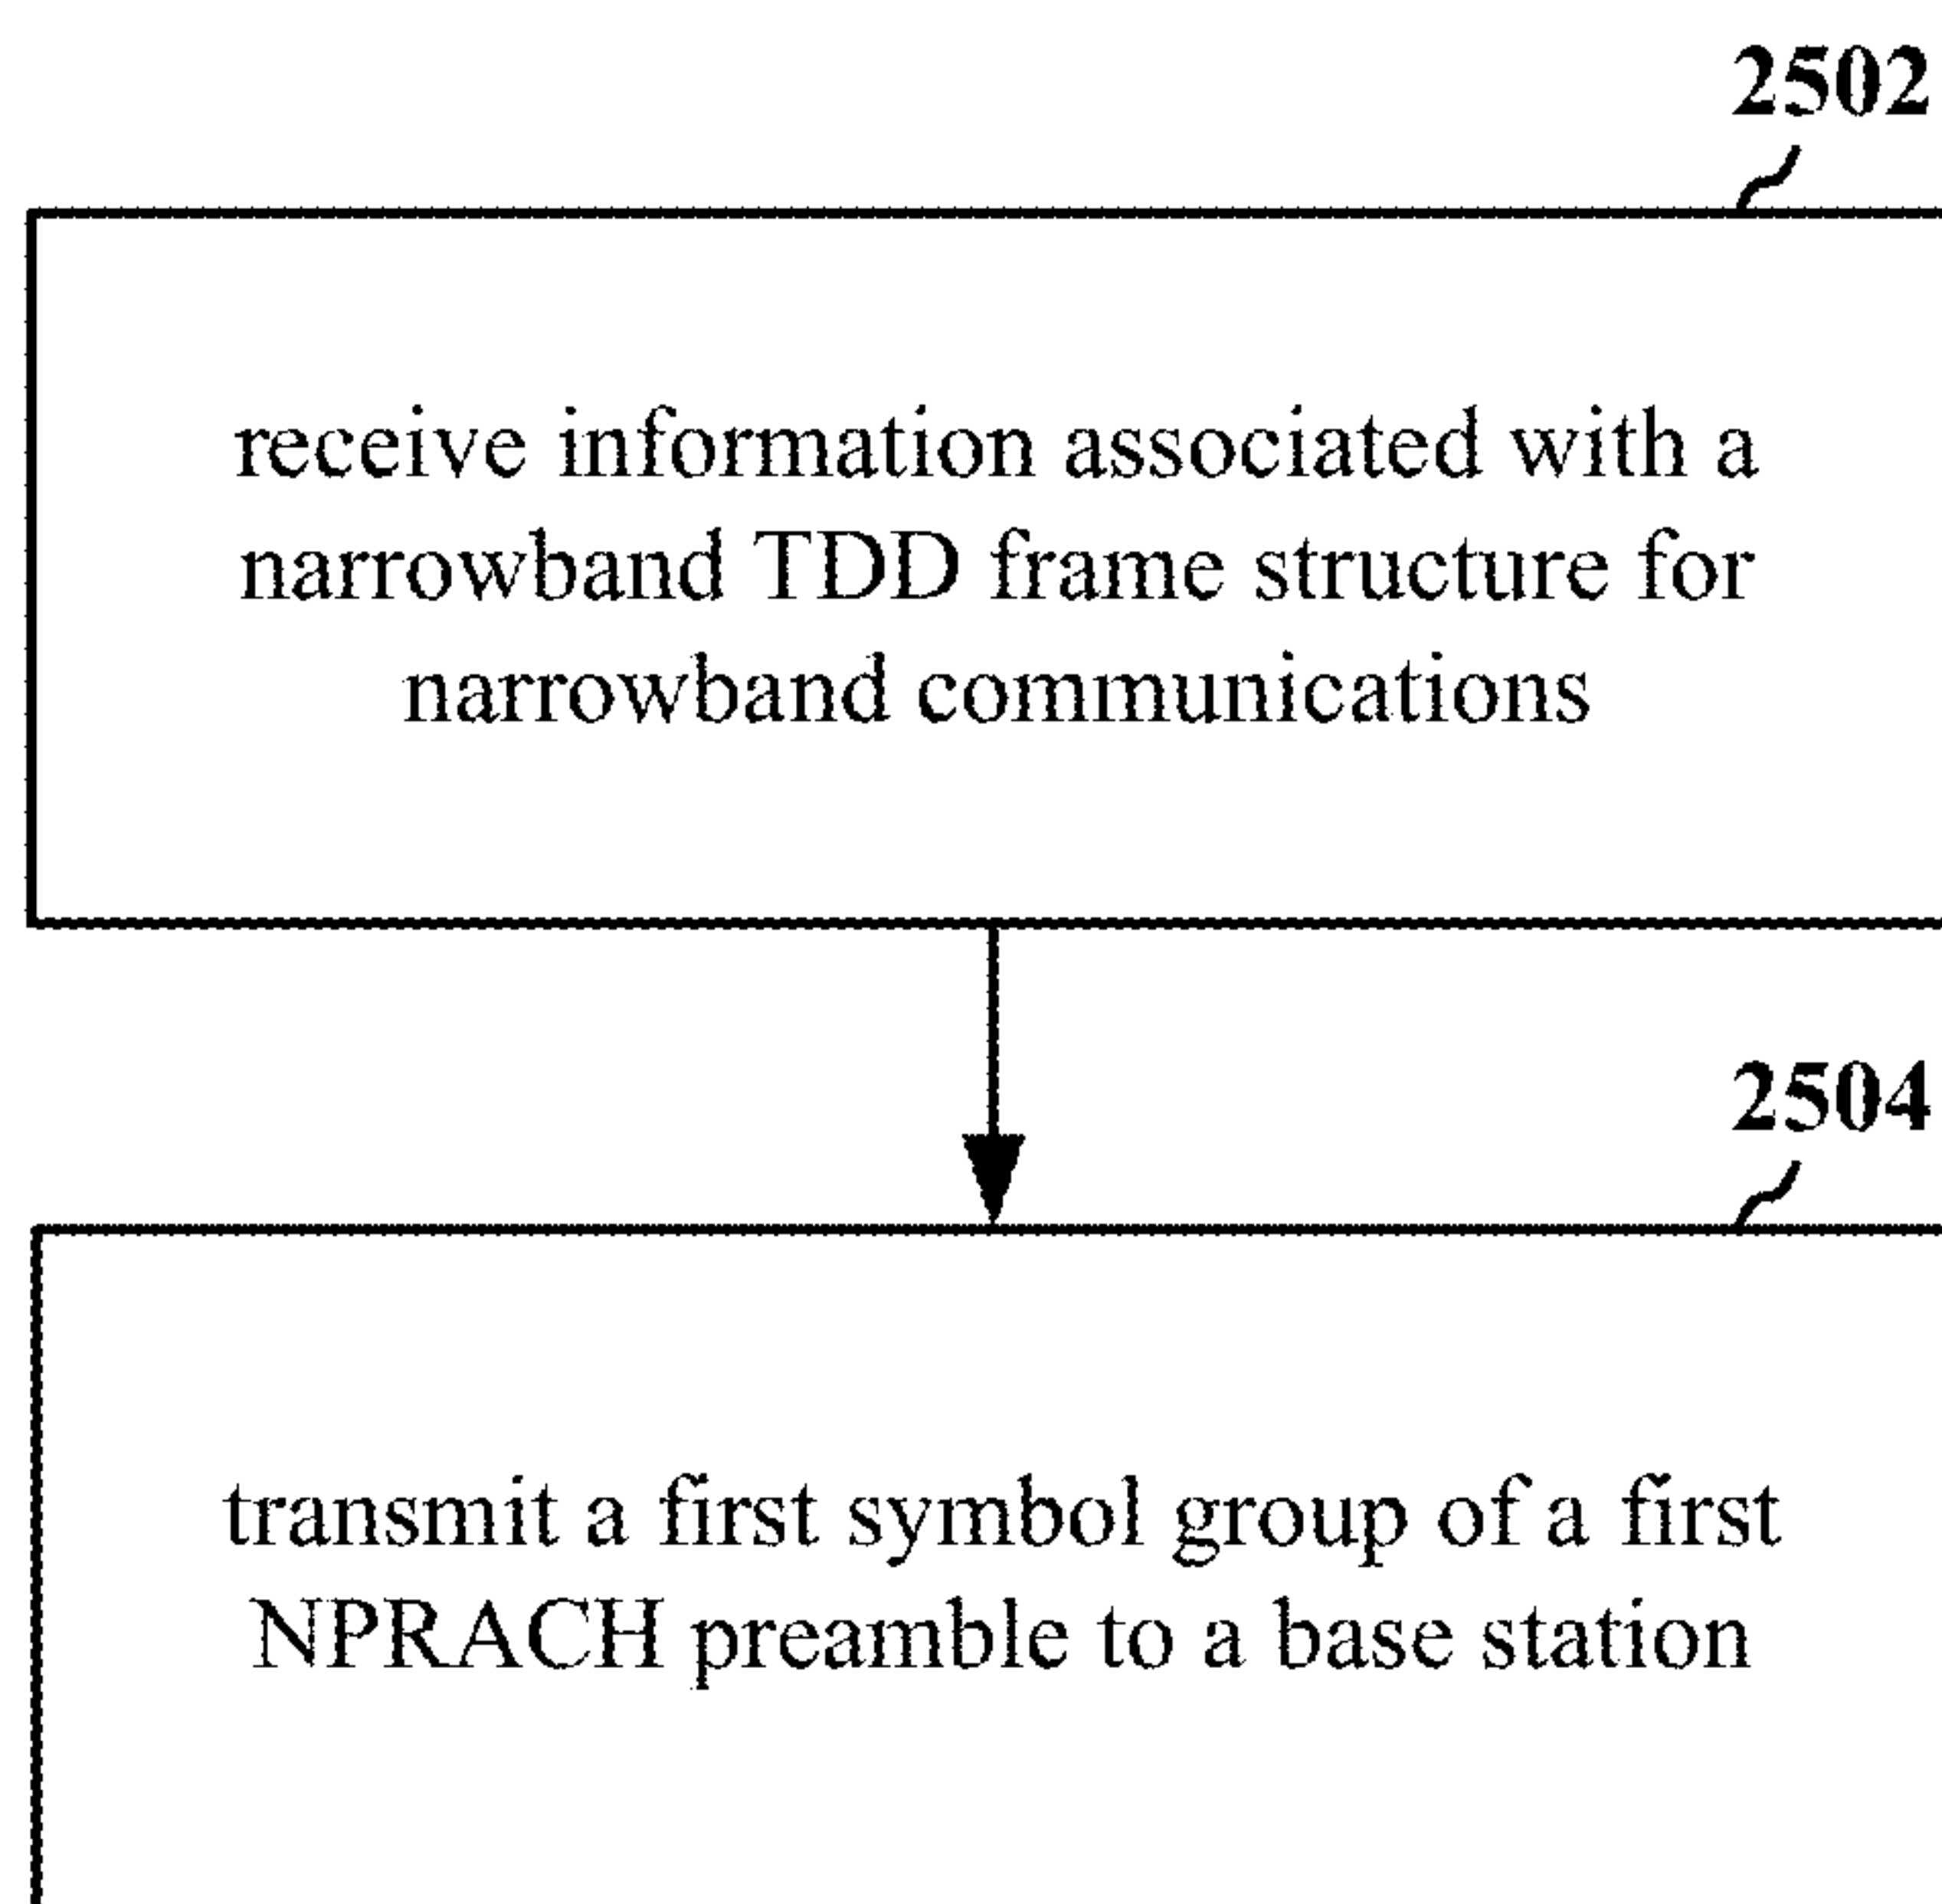 2502
receive information associated with a
narrowband TDD frame structure for
narrowband communications
2504
transmit a first symbol group of a first
NPRACH preamble to a base station